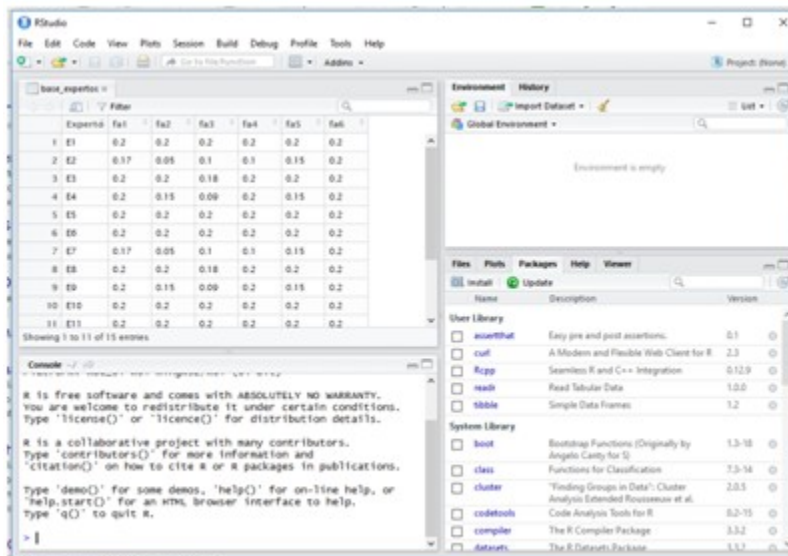 RStudio
File Edit Code View Plots Session Build Debug Profile Tools Help
Go to file/function Addins Project: (None)
base_expertos
Filter
Experto fa1 fa2 fa3 fa4 fa5 fa6
1 E1 0.2 0.2 0.2 0.2 0.2 0.2
2 E2 0.17 0.05 0.1 0.1 0.15 0.2
3 E3 0.2 0.2 0.18 0.2 0.2 0.2
4 E4 0.2 0.15 0.09 0.2 0.15 0.2
5 E5 0.2 0.2 0.2 0.2 0.2 0.2
6 E6 0.2 0.2 0.2 0.2 0.2 0.2
7 E7 0.17 0.05 0.1 0.1 0.15 0.2
8 E8 0.2 0.2 0.18 0.2 0.2 0.2
9 E9 0.2 0.15 0.09 0.2 0.15 0.2
10 E10 0.2 0.2 0.2 0.2 0.2 0.2
11 E11 0.2 0.2 0.2 0.2 0.2 0.2
Showing 1 to 11 of 15 entries
Console ~/
R is free software and comes with ABSOLUTELY NO WARRANTY.
You are welcome to redistribute it under certain conditions.
Type 'license()' or 'licence()' for distribution details.
R is a collaborative project with many contributors.
Type 'contributors()' for more information and
'citation()' on how to cite R or R packages in publications.
Type 'demo()' for some demos, 'help()' for on-line help, or
'help.start()' for an HTML browser interface to help.
Type 'q()' to quit R.
>
Environment History
Import Dataset List
Global Environment
Environment is empty
Files Plots Packages Help Viewer
Install Update
Name Description Version
User Library
assertthat Easy pre and post assertions. 0.1
curl A Modern and Flexible Web Client for R 2.3
Rcpp Seamless R and C++ Integration 0.12.9
readr Read Tabular Data 1.0.0
tibble Simple Data Frames 1.2
System Library
boot Bootstrap Functions (Originally by Angelo Canty for S) 1.3-18
class Functions for Classification 7.3-14
cluster "Finding Groups in Data": Cluster Analysis Extended Rousseeuw et al. 2.0.5
codetools Code Analysis Tools for R 0.2-15
compiler The R Compiler Package 3.3.2
datasets The R Datasets Package 3.3.2